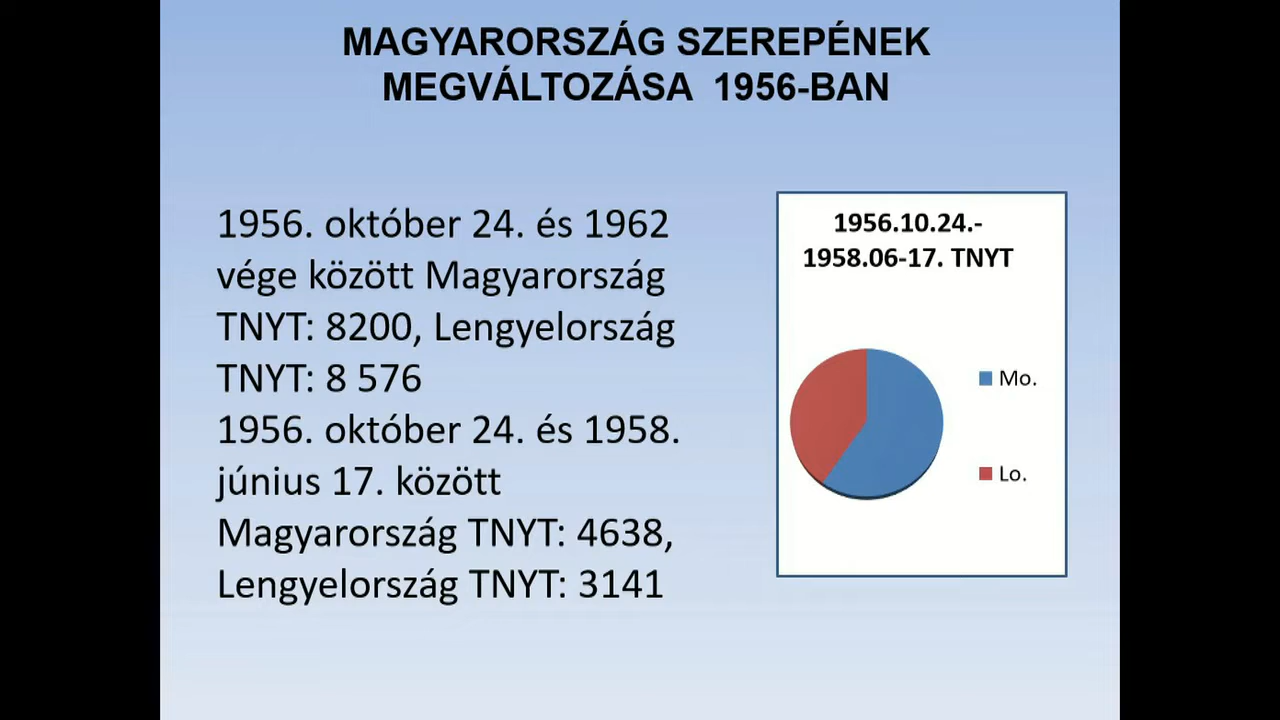 MAGYARORSZÁG SZEREPÉNEK
MEGVÁLTOZÁSA 1956-BAN
1956. október 24. és 1962
vége között Magyarország
TNYT: 8200, Lengyelország
TNYT: 8 576
1956. október 24. és 1958.
június 17. között
Magyarország TNYT: 4638,
Lengyelország TNYT: 3141
1956.10.24.-
1958.06-17. TNYT
Mo.
Lo.